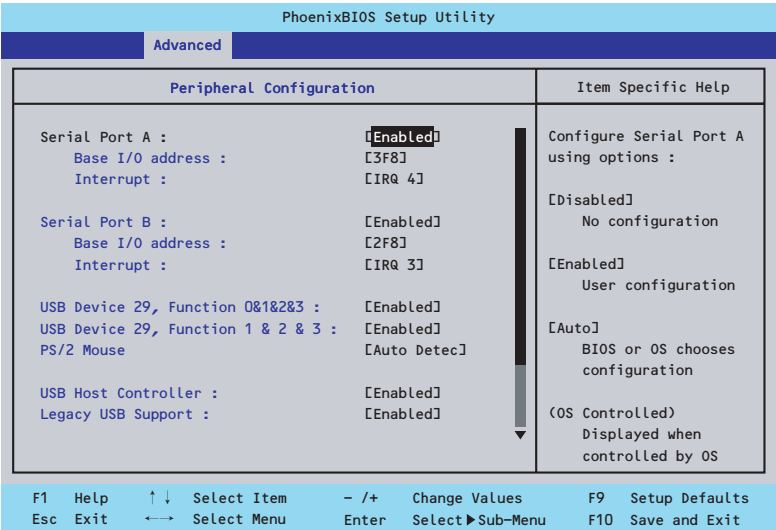 PhoenixBIOS Setup Utility
Advanced
Peripheral Configuration
Serial Port A : [Enabled]
Base I/O address : [3F8]
Interrupt : [IRQ 4]
Serial Port B : [Enabled]
Base I/O address : [2F8]
Interrupt : [IRQ 3]
USB Device 29, Function 0&1&2&3 : [Enabled]
USB Device 29, Function 1 & 2 & 3 : [Enabled]
PS/2 Mouse [Auto Detec]
USB Host Controller : [Enabled]
Legacy USB Support : [Enabled]
Item Specific Help
Configure Serial Port A
using options :
[Disabled]
No configuration
[Enabled]
User configuration
[Auto]
BIOS or OS chooses
configuration
(OS Controlled)
Displayed when
controlled by OS
F1 Help ↑↓ Select Item - /+ Change Values F9 Setup Defaults
Esc Exit ←→ Select Menu Enter Select▶Sub-Menu F10 Save and Exit